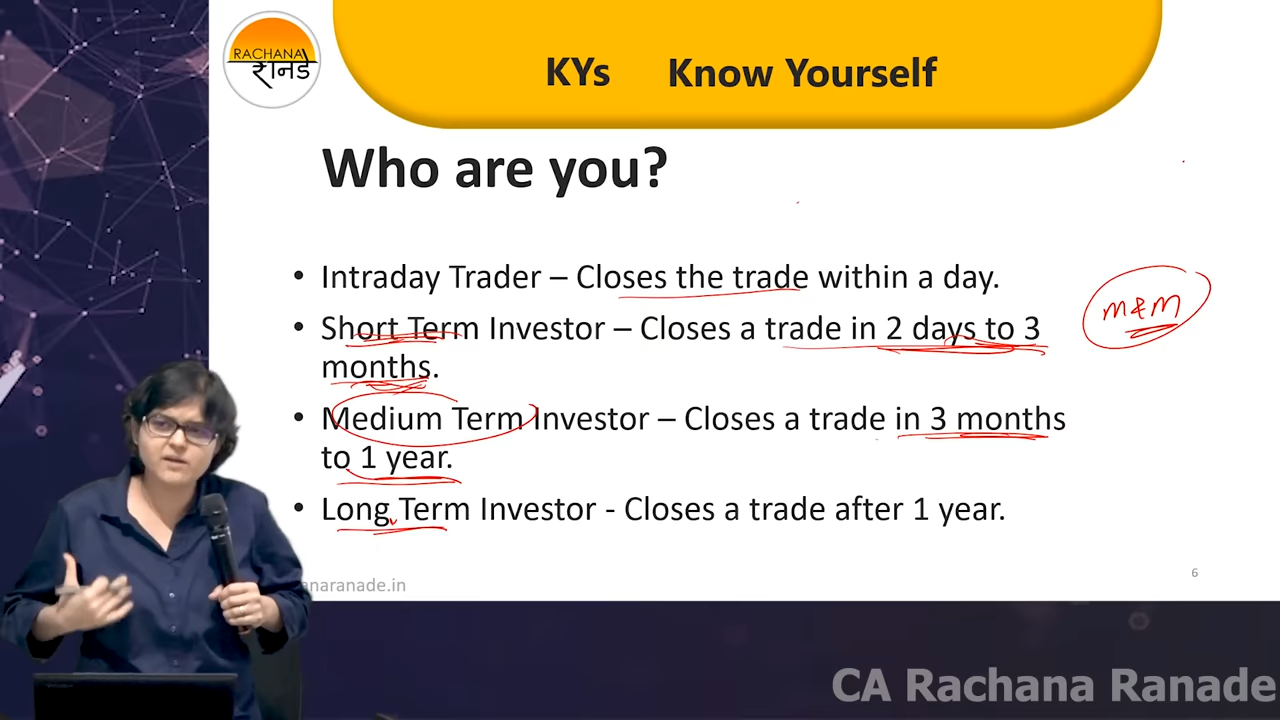 RACHANA
रानडे
KYs Know Yourself
Who are you?
• Intraday Trader – Closes the trade within a day.
• Short Term Investor – Closes a trade in 2 days to 3
months.
M&M
• Medium Term Investor – Closes a trade in 3 months
to 1 year.
• Long Term Investor - Closes a trade after 1 year.
anaranade.in
6
CA Rachana Ranade